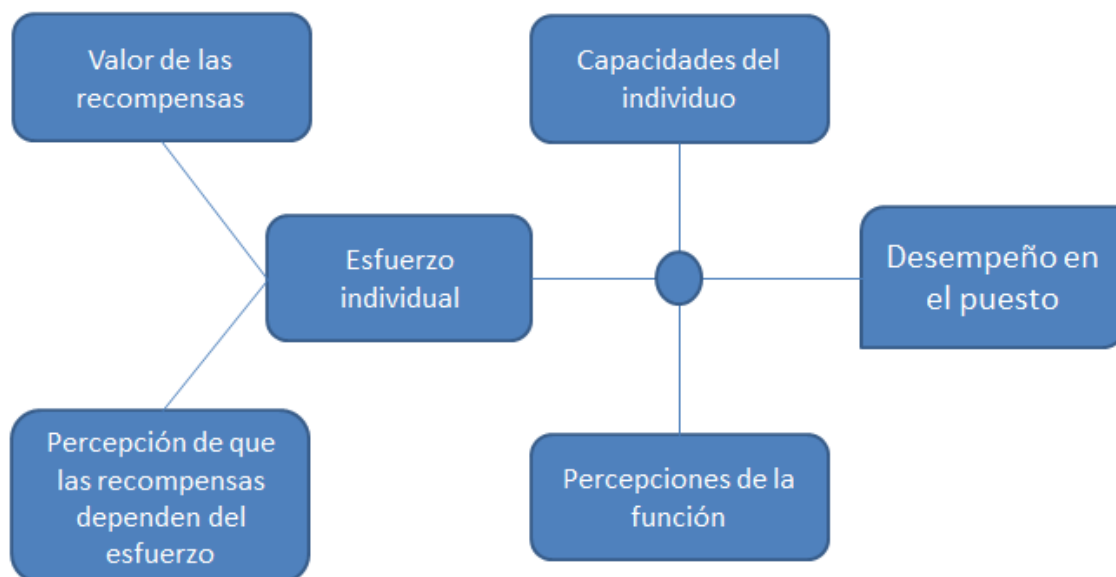 Valor de las
recompensas
Capacidades del
individuo
Esfuerzo
individual
Desempeño en
el puesto
Percepción de que
las recompensas
dependen del
esfuerzo
Percepciones de la
función